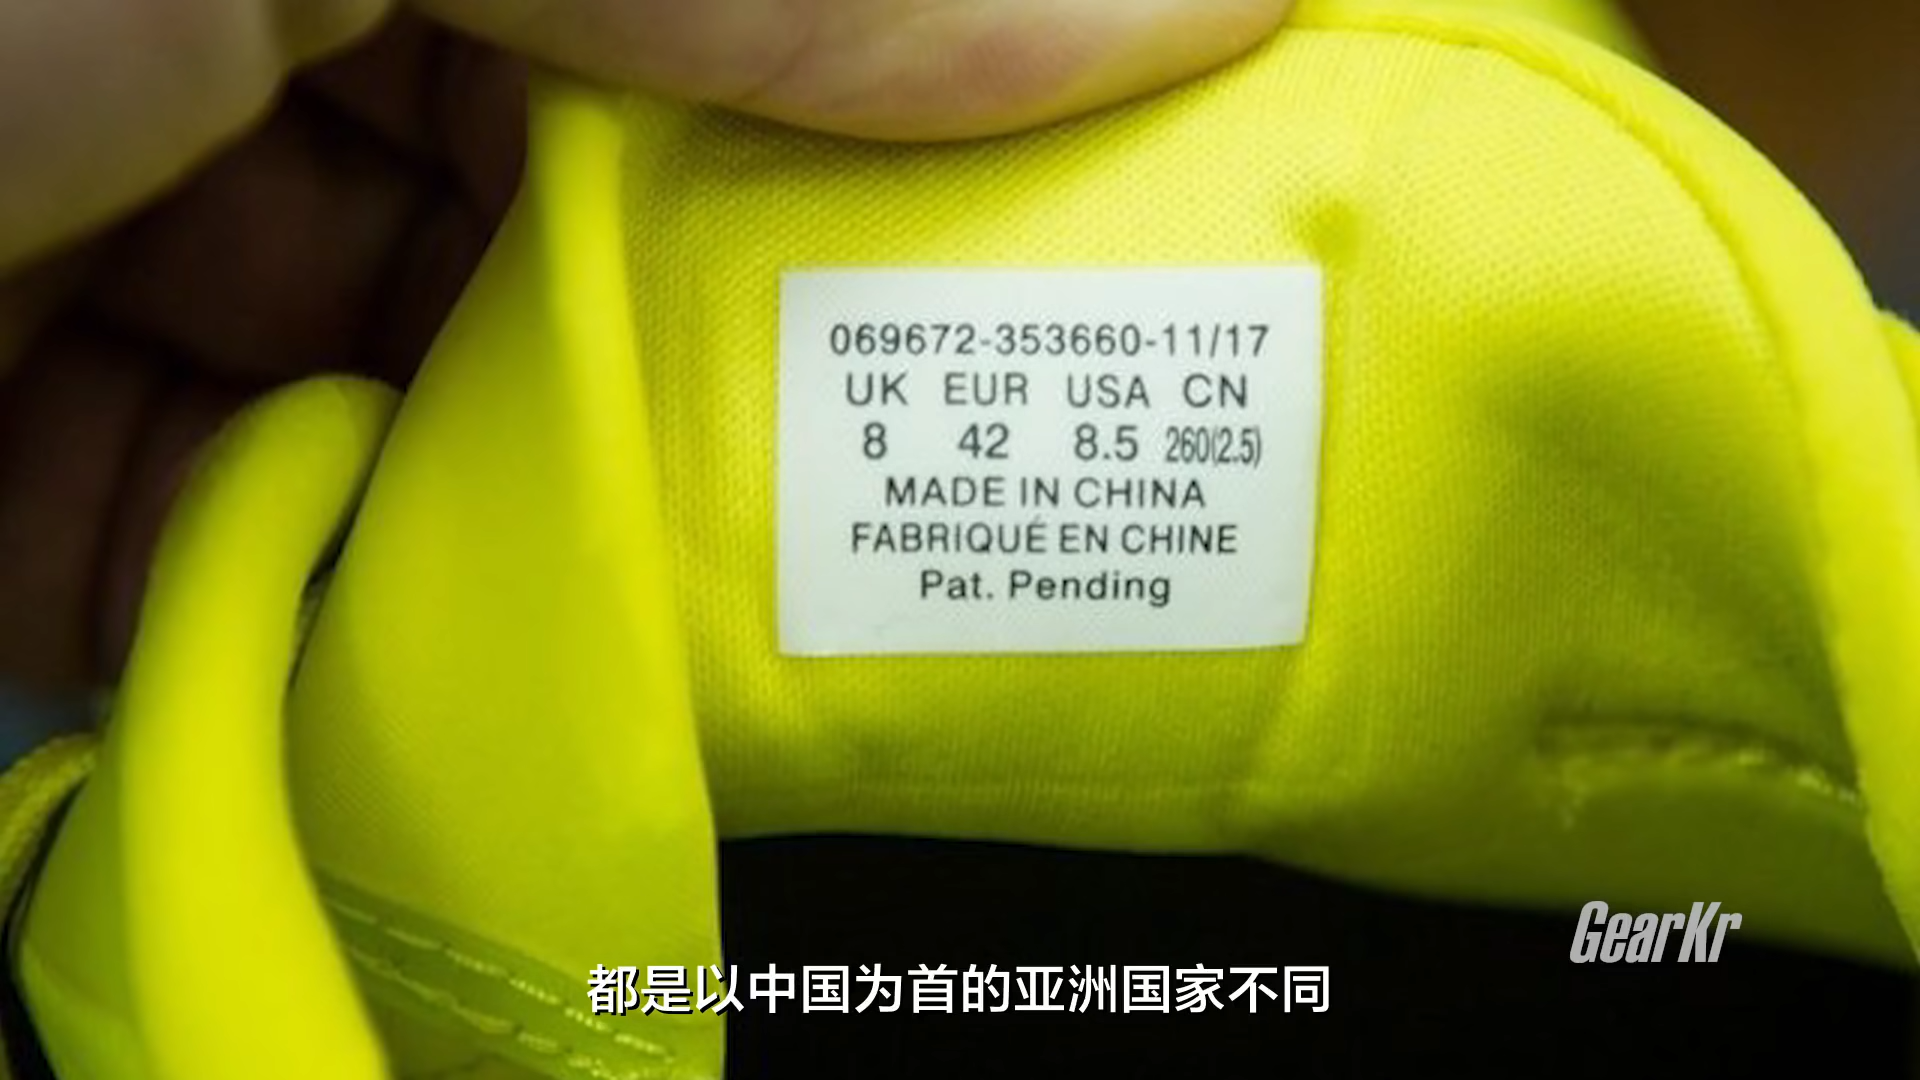 069672-353660-11/17
UK EUR USA CN
8 42 8.5 260(2.5)
MADE IN CHINA
FABRIQUÉ EN CHINE
Pat. Pending
GearKr
都是以中国为首的亚洲国家不同